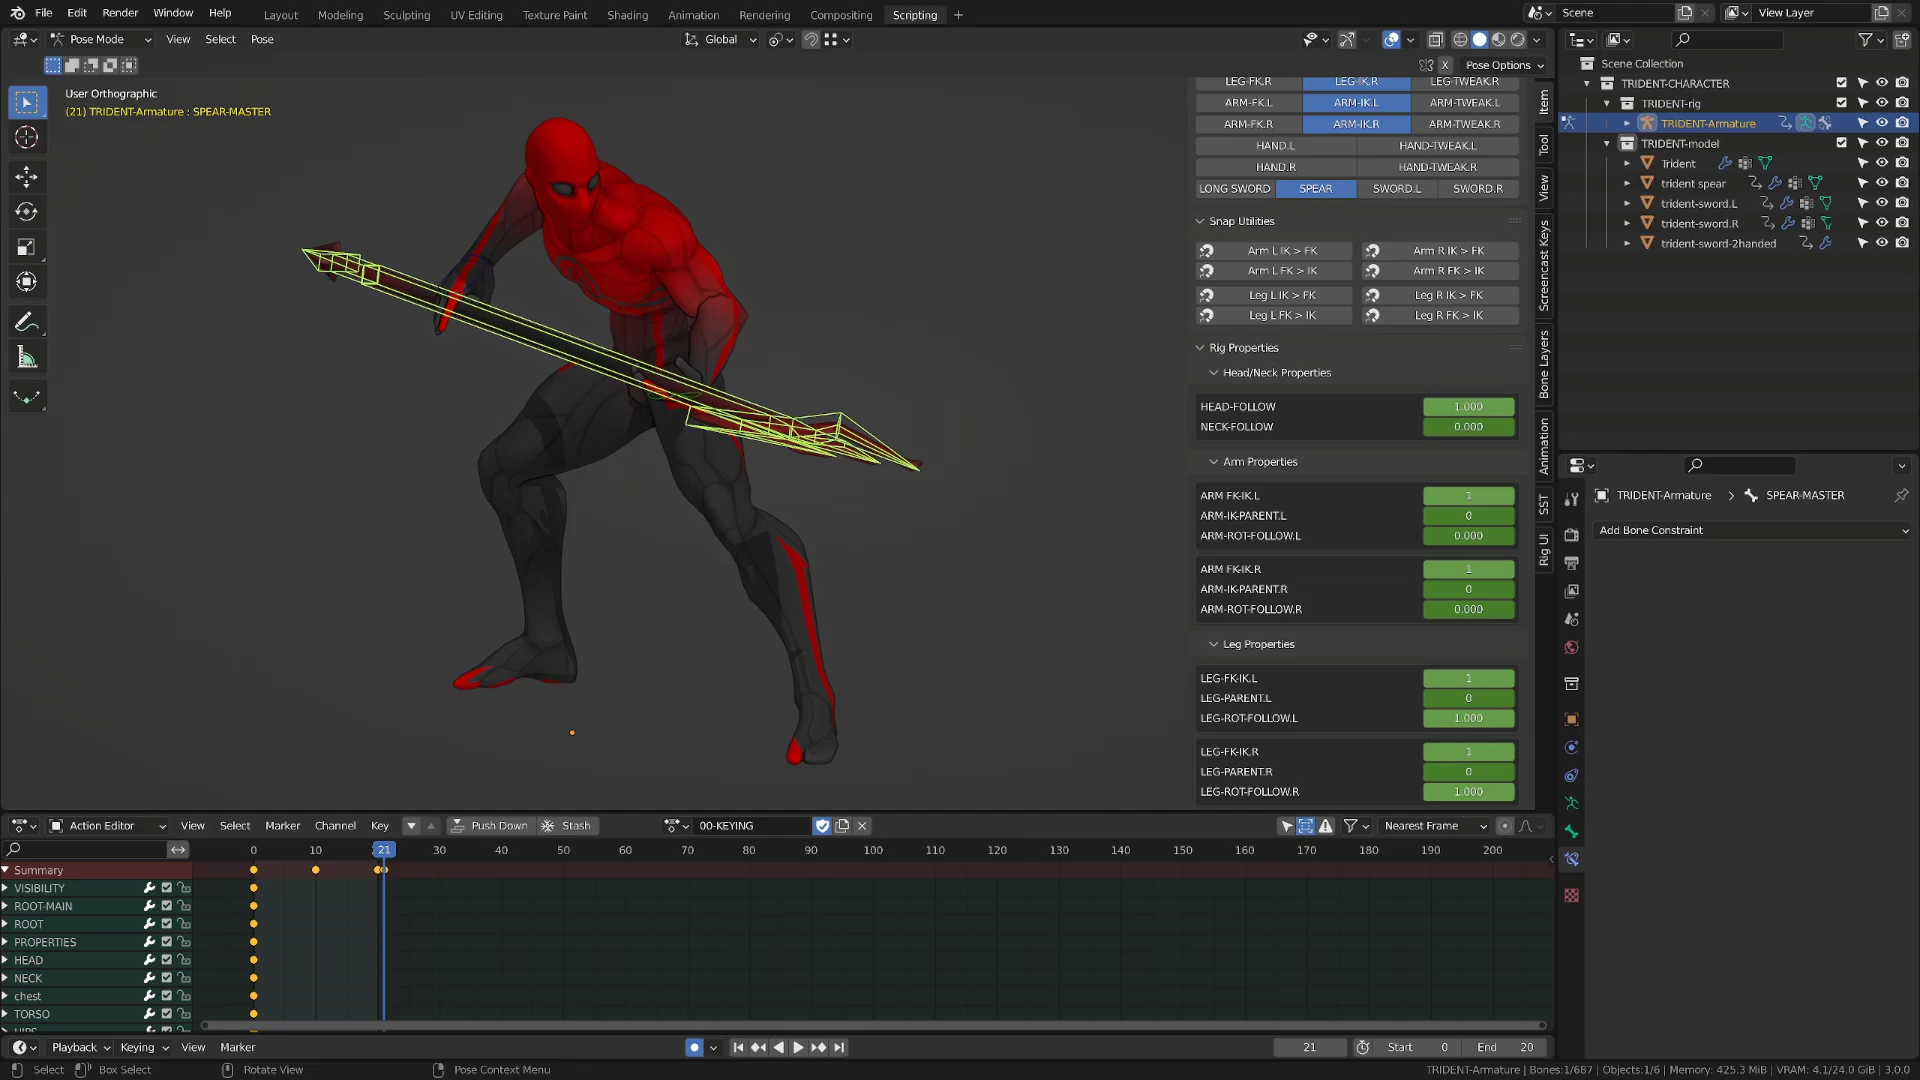 File Edit Render Window Help Layout Modeling Sculpting UV Editing Texture Paint Shading Animation Rendering Compositing Scripting + Scene View Layer
Pose Mode View Select Pose Global
X Pose Options
User Orthographic
(21) TRIDENT-Armature : SPEAR-MASTER
LEG-FK.R LEG-IK.R LEG-TWEAK.R
ARM-FK.L ARM-IK.L ARM-TWEAK.L
ARM-FK.R ARM-IK.R ARM-TWEAK.R
HAND.L HAND-TWEAK.L
HAND.R HAND-TWEAK.R
LONG SWORD SPEAR SWORD.L SWORD.R
Snap Utilities
Arm L IK > FK Arm R IK > FK
Arm L FK > IK Arm R FK > IK
Leg L IK > FK Leg R IK > FK
Leg L FK > IK Leg R FK > IK
Rig Properties
Head/Neck Properties
HEAD-FOLLOW 1.000
NECK-FOLLOW 0.000
Arm Properties
ARM FK-IK.L 1
ARM-IK-PARENT.L 0
ARM-ROT-FOLLOW.L 0.000
ARM FK-IK.R 1
ARM-IK-PARENT.R 0
ARM-ROT-FOLLOW.R 0.000
Leg Properties
LEG-FK-IK.L 1
LEG-PARENT.L 0
LEG-ROT-FOLLOW.L 1.000
LEG-FK-IK.R 1
LEG-PARENT.R 0
LEG-ROT-FOLLOW.R 1.000
Item
Tool
View
Screencast Keys
Bone Layers
Animation
SST
Rig UI
Scene Collection
TRIDENT-CHARACTER
TRIDENT-rig
TRIDENT-Armature
TRIDENT-model
Trident
trident spear
trident-sword.L
trident-sword.R
trident-sword-2handed
TRIDENT-Armature > SPEAR-MASTER
Add Bone Constraint
Action Editor View Select Marker Channel Key Push Down Stash 00-KEYING Nearest Frame
0 10 21 30 40 50 60 70 80 90 100 110 120 130 140 150 160 170 180 190 200
Summary
VISIBILITY
ROOT-MAIN
ROOT
PROPERTIES
HEAD
NECK
chest
TORSO
HIPS
Playback Keying View Marker 21 Start 0 End 20
Select Box Select Rotate View Pose Context Menu TRIDENT-Armature | Bones:1/687 | Objects:1/6 | Memory: 425.3 MiB | VRAM: 4.1/24.0 GiB | 3.0.0